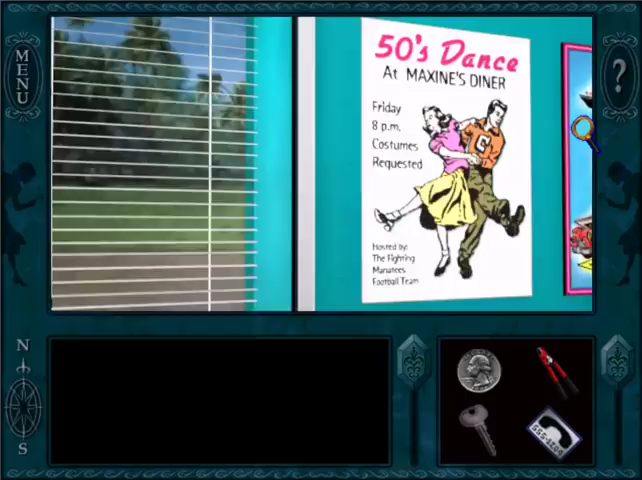 50's Dance
At MAXINE'S DINER
Friday
8 p.m.
Costumes
Requested
G
Hosted by:
The Fighting
Manatees
Football Team
MENU
?
N
S